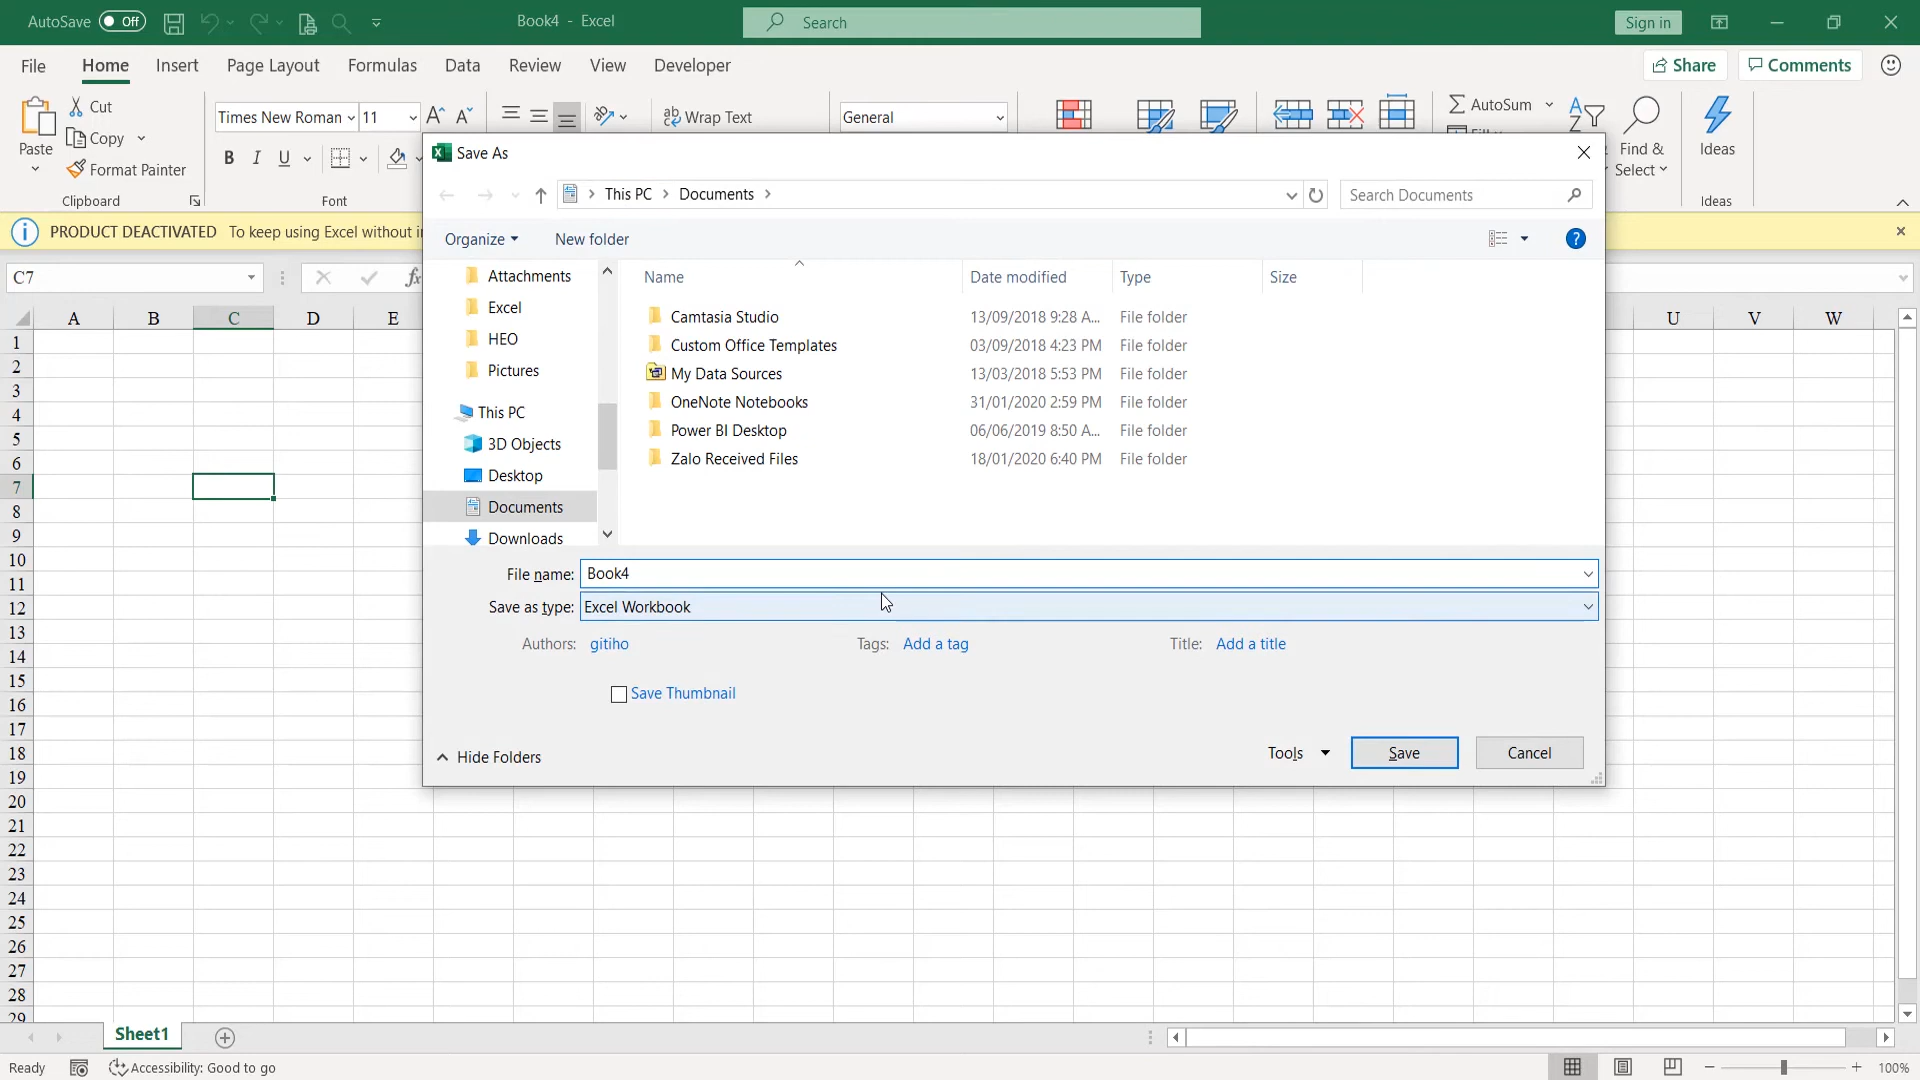 AutoSave Off Book4 - Excel Search Sign in
File Home Insert Page Layout Formulas Data Review View Developer Share Comments
Paste Cut Copy Format Painter
Clipboard
Times New Roman 11
B I U
Font
Wrap Text
General
AutoSum
Find & Select
Ideas
Ideas
PRODUCT DEACTIVATED To keep using Excel without
C7 fx
A B C D E U V W
1
2
3
4
5
6
7
8
9
10
11
12
13
14
15
16
17
18
19
20
21
22
23
24
25
26
27
28
29
Save As
This PC > Documents >
Search Documents
Organize New folder
Attachments
Excel
HEO
Pictures
This PC
3D Objects
Desktop
Documents
Downloads
Name Date modified Type Size
Camtasia Studio 13/09/2018 9:28 A... File folder
Custom Office Templates 03/09/2018 4:23 PM File folder
My Data Sources 13/03/2018 5:53 PM File folder
OneNote Notebooks 31/01/2020 2:59 PM File folder
Power BI Desktop 06/06/2019 8:50 A... File folder
Zalo Received Files 18/01/2020 6:40 PM File folder
File name: Book4
Save as type: Excel Workbook
Authors: gitiho Tags: Add a tag Title: Add a title
Save Thumbnail
Hide Folders Tools Save Cancel
Sheet1
Ready Accessibility: Good to go 100%